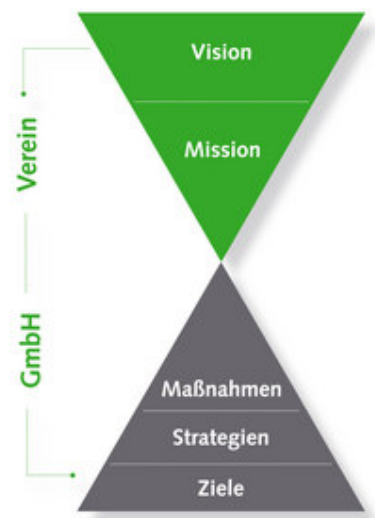 Vision
Mission
Verein
GmbH
Maßnahmen
Strategien
Ziele